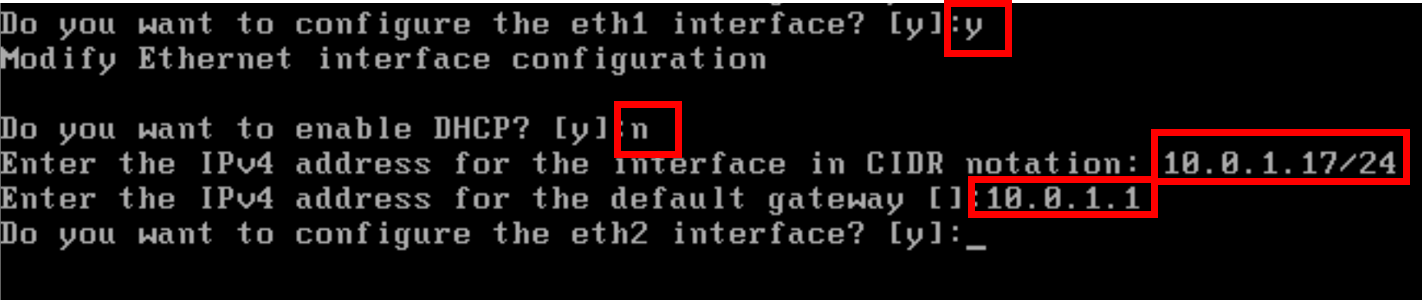 Do you want to configure the eth1 interface? [y]:y
Modify Ethernet interface configuration
Do you want to enable DHCP? [y]:n
Enter the IPv4 address for the interface in CIDR notation: 10.0.1.17/24
Enter the IPv4 address for the default gateway []:10.0.1.1
Do you want to configure the eth2 interface? [y]:_